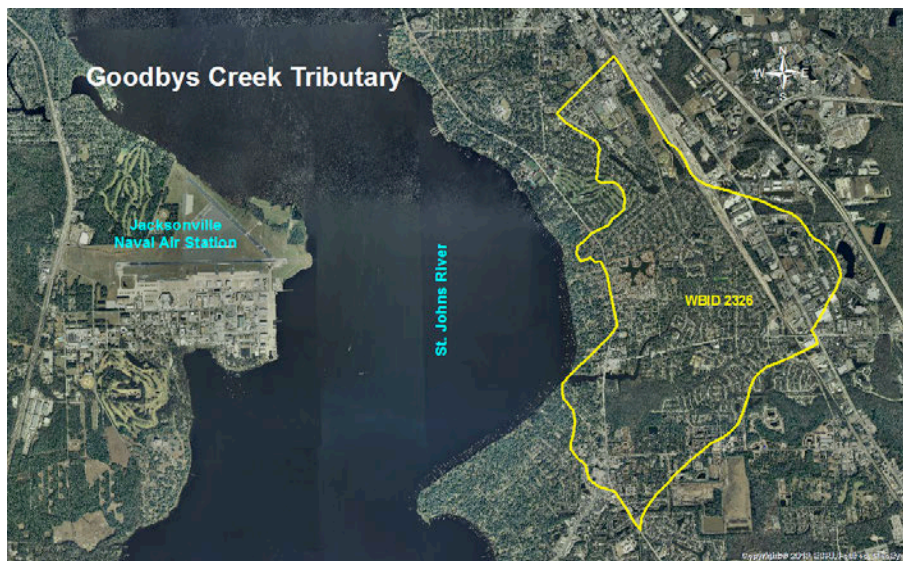 Goodbys Creek Tributary
N
W E
S
Jacksonville
Naval Air Station
St. Johns River
WBID 2326